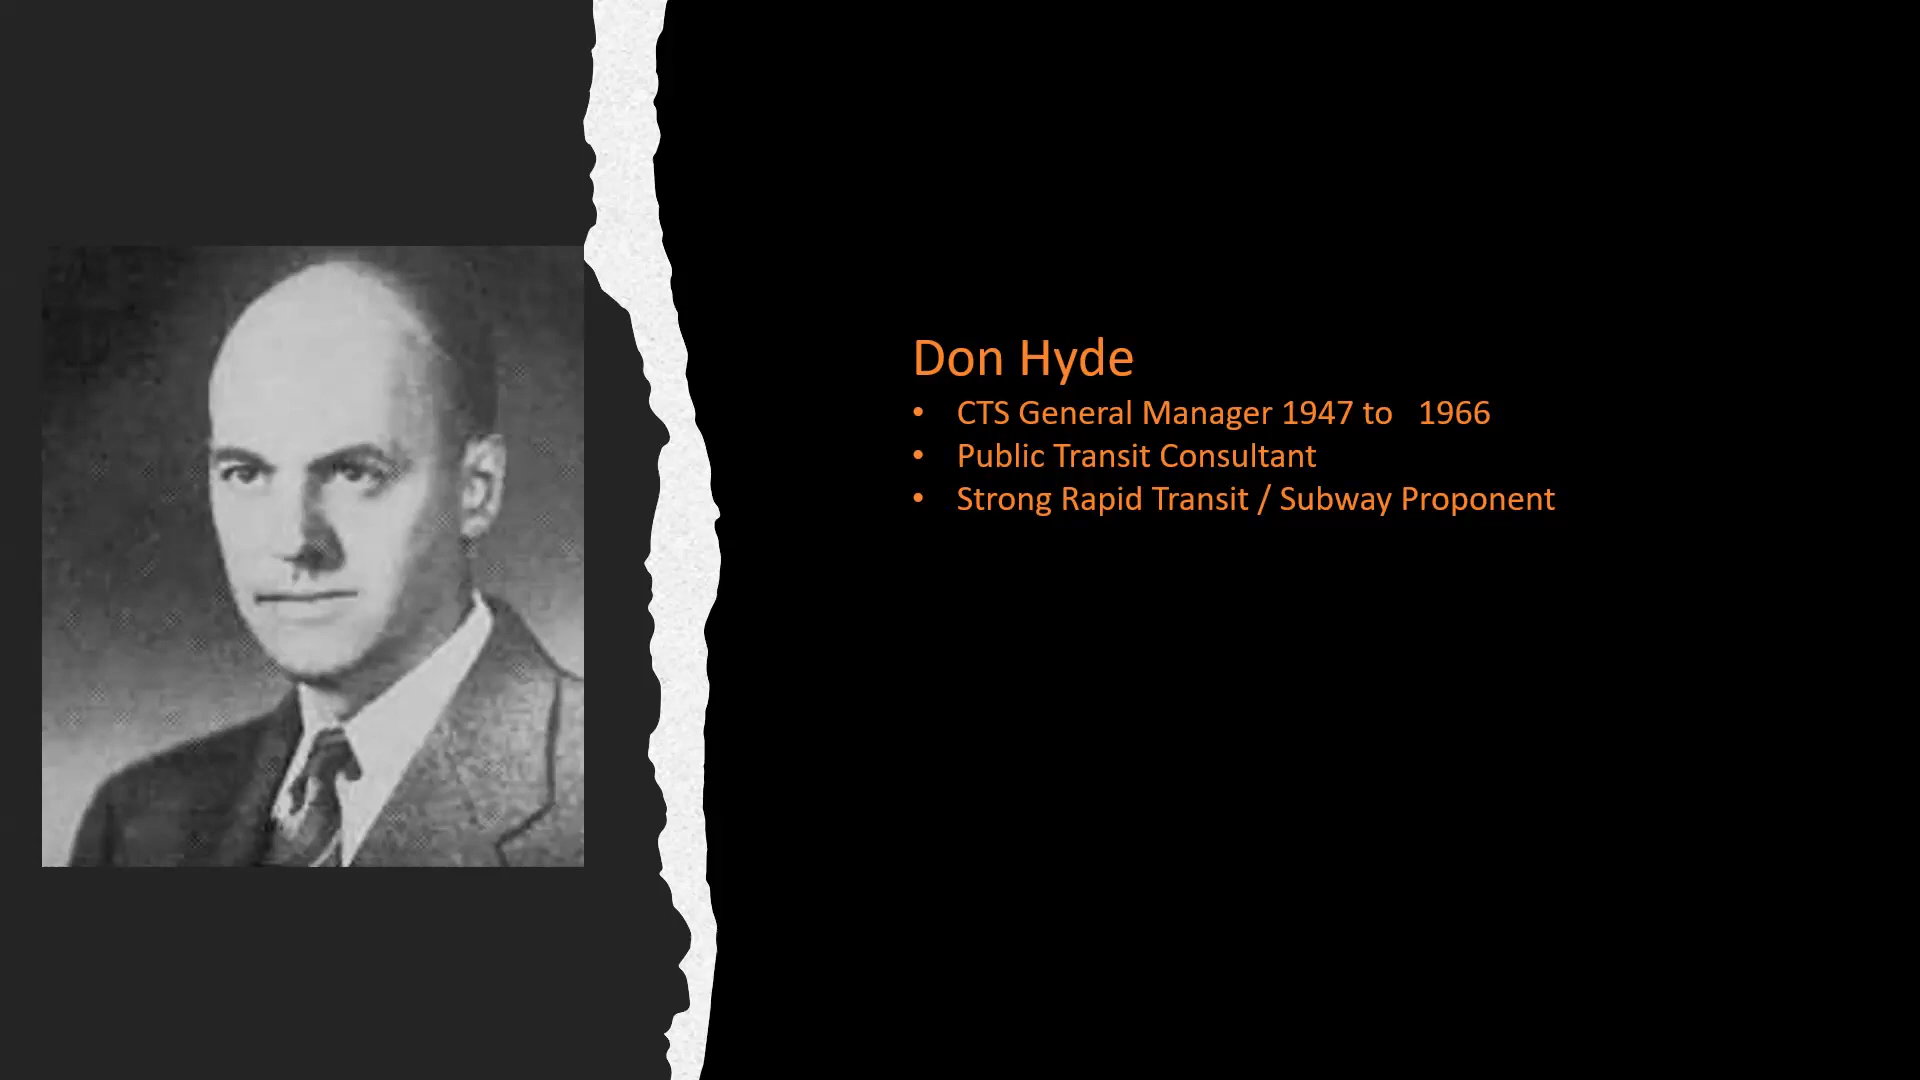 Don Hyde
• CTS General Manager 1947 to   1966
• Public Transit Consultant
• Strong Rapid Transit / Subway Proponent